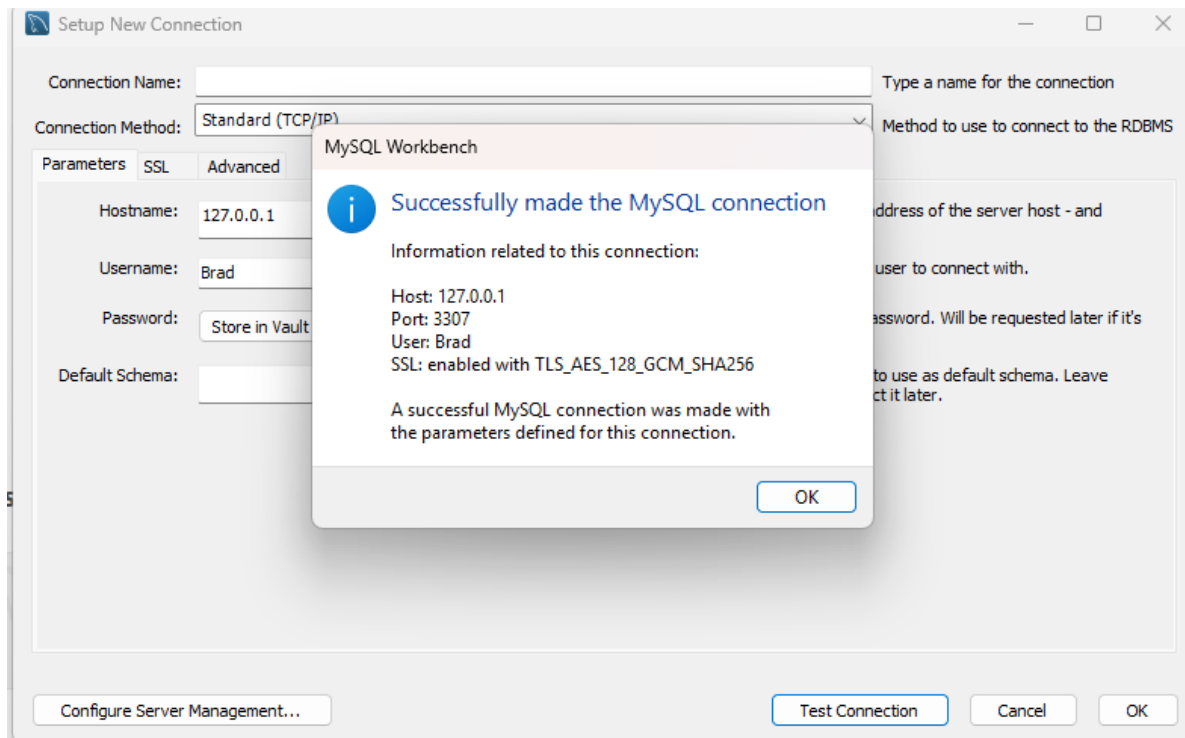 Setup New Connection
Connection Name:
Type a name for the connection
Connection Method:
Standard (TCP/IP)
Method to use to connect to the RDBMS
Parameters SSL Advanced
MySQL Workbench
Successfully made the MySQL connection
Information related to this connection:
Host: 127.0.0.1
Port: 3307
User: Brad
SSL: enabled with TLS_AES_128_GCM_SHA256
A successful MySQL connection was made with
the parameters defined for this connection.
OK
Hostname: 127.0.0.1
address of the server host - and
Username: Brad
user to connect with.
Password: Store in Vault
Will be requested later if it's
Default Schema:
to use as default schema. Leave
it later.
Configure Server Management...
Test Connection
Cancel
OK